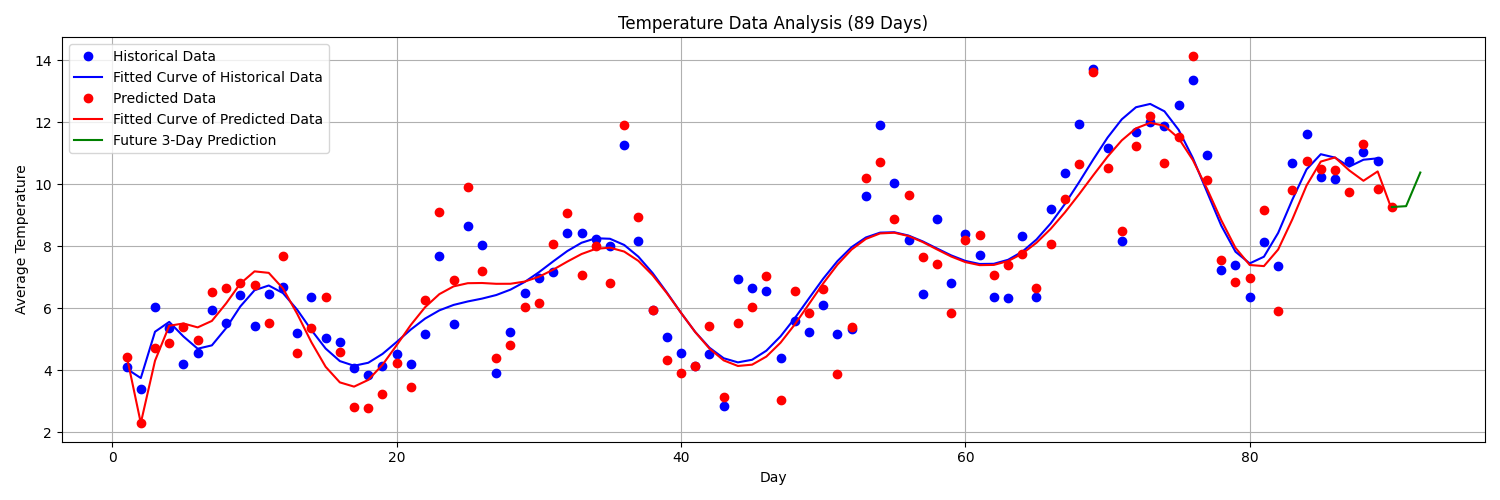 Temperature Data Analysis (89 Days)
Historical Data
Fitted Curve of Historical Data
Predicted Data
Fitted Curve of Predicted Data
Future 3-Day Prediction
Average Temperature
14
12
10
8
6
4
2
0 20 40 60 80
Day